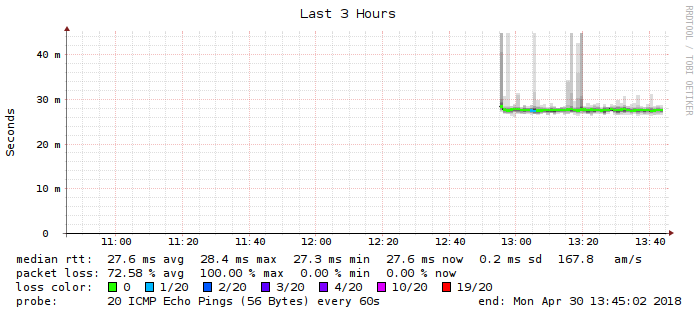 Last 3 Hours
RRDTOOL / TOBI OETIKER
Seconds
40 m
30 m
20 m
10 m
0
11:00 11:20 11:40 12:00 12:20 12:40 13:00 13:20 13:40
median rtt: 27.6 ms avg 28.4 ms max 27.3 ms min 27.6 ms now 0.2 ms sd 167.8 am/s
packet loss: 72.58 % avg 100.00 % max 0.00 % min 0.00 % now
loss color: 0 1/20 2/20 3/20 4/20 10/20 19/20
probe: 20 ICMP Echo Pings (56 Bytes) every 60s end: Mon Apr 30 13:45:02 2018